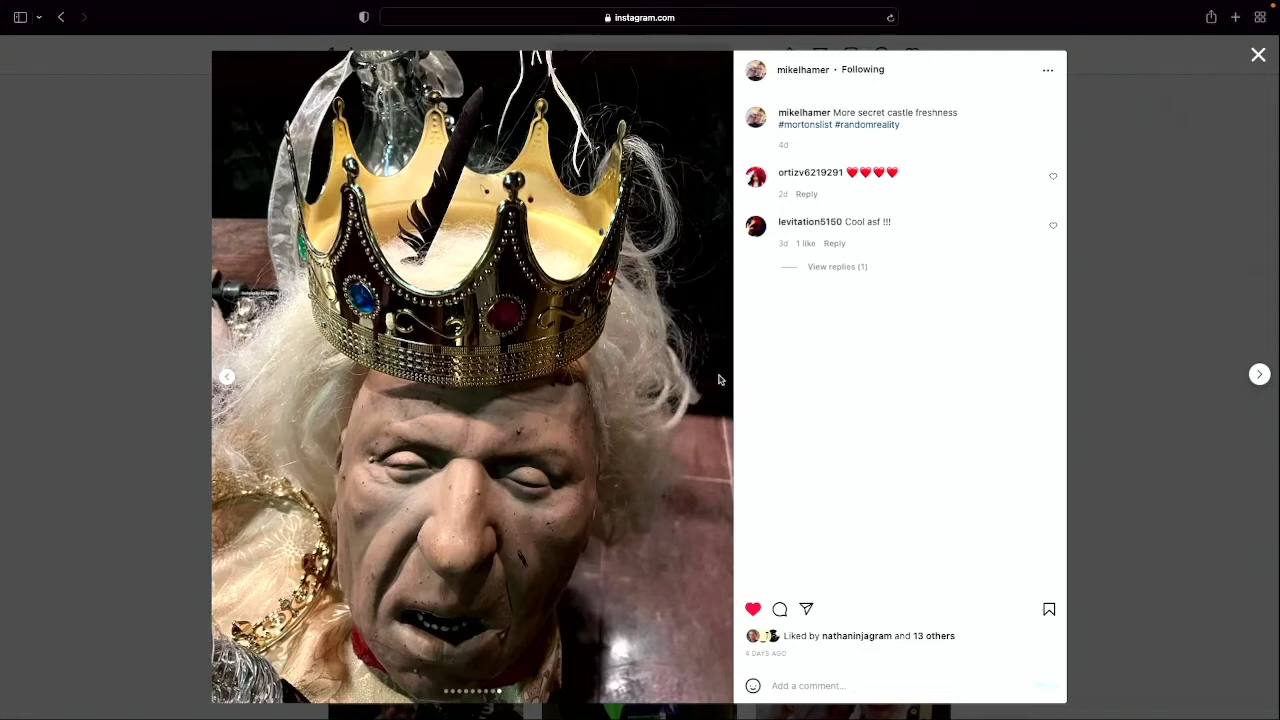 instagram.com
mikelhamer • Following
mikelhamer More secret castle freshness
#mortonslist #randomreality
4d
ortizv6219291 ❤️❤️❤️❤️
2d Reply
levitation5150 Cool asf !!!
3d 1 like Reply
View replies (1)
Liked by nathaninjagram and 13 others
4 DAYS AGO
Add a comment...